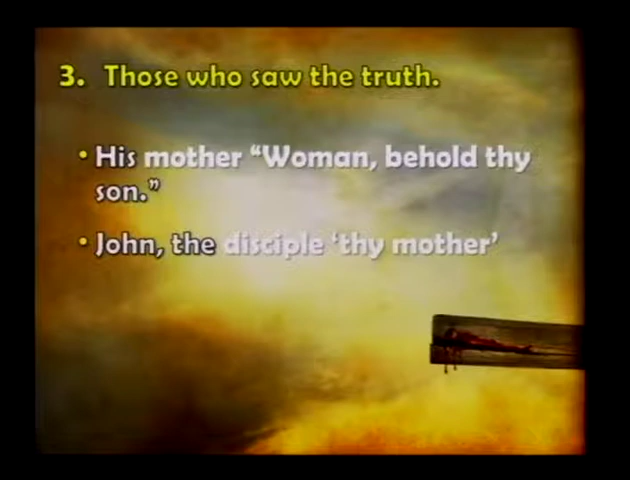 3. Those who saw the truth.
• His mother “Woman, behold thy
son.”
• John, the disciple ‘thy mother’